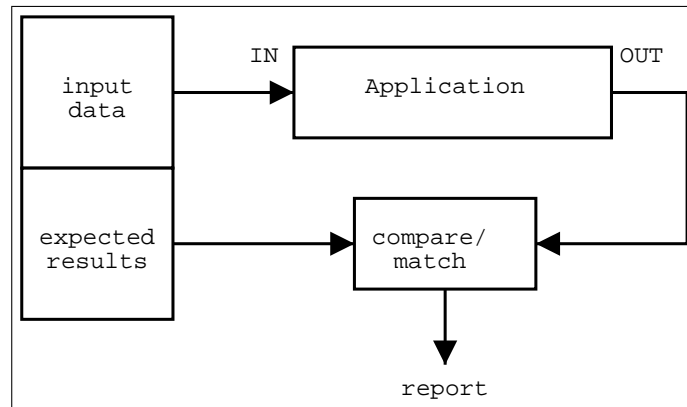 IN
OUT
input
data
Application
expected
results
compare/
match
report